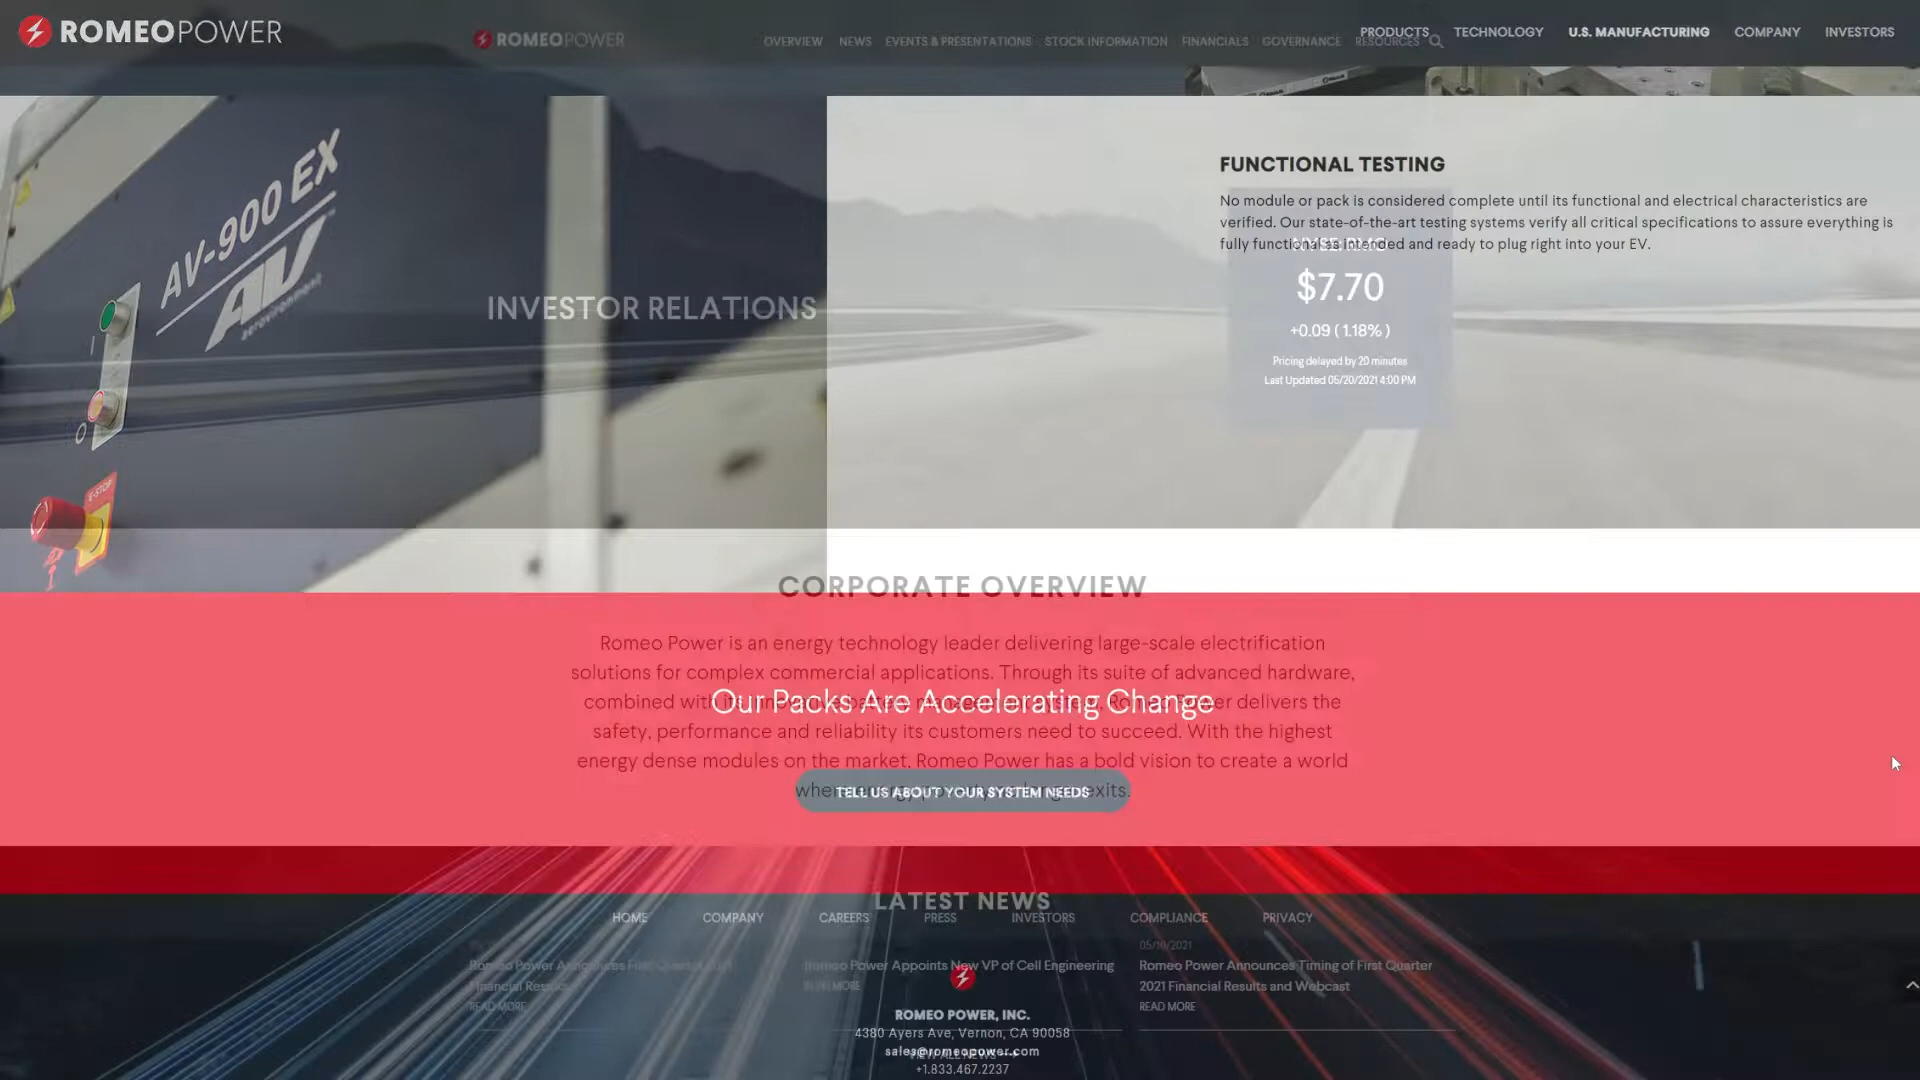 ROMEOPOWER
PRODUCTS TECHNOLOGY U.S. MANUFACTURING COMPANY INVESTORS
ROMEOPOWER
OVERVIEW NEWS EVENTS & PRESENTATIONS STOCK INFORMATION FINANCIALS GOVERNANCE RESOURCES
AV-900 EX
AV
aerovironment
E-STOP
INVESTOR RELATIONS
FUNCTIONAL TESTING
No module or pack is considered complete until its functional and electrical characteristics are
verified. Our state-of-the-art testing systems verify all critical specifications to assure everything is
fully functional as intended and ready to plug right into your EV.
$7.70
+0.09 ( 1.18% )
Pricing delayed by 20 minutes
Last Updated 05/20/2021 4:00 PM
CORPORATE OVERVIEW
Romeo Power is an energy technology leader delivering large-scale electrification
solutions for complex commercial applications. Through its suite of advanced hardware,
combined with its Romeo Power delivers the
safety, performance and reliability its customers need to succeed. With the highest
energy dense modules on the market, Romeo Power has a bold vision to create a world
where exits.
Our Packs Are Accelerating Change
TELL US ABOUT YOUR SYSTEM NEEDS
LATEST NEWS
HOME COMPANY CAREERS PRESS INVESTORS COMPLIANCE PRIVACY
05/10/2021
Romeo Power Announces First Quarter
Financial
READ MORE
Romeo Power Appoints New VP of Cell Engineering
READ MORE
Romeo Power Announces Timing of First Quarter
2021 Financial Results and Webcast
READ MORE
ROMEO POWER, INC.
4380 Ayers Ave, Vernon, CA 90058
sales@romeopower.com
+1.833.467.2237